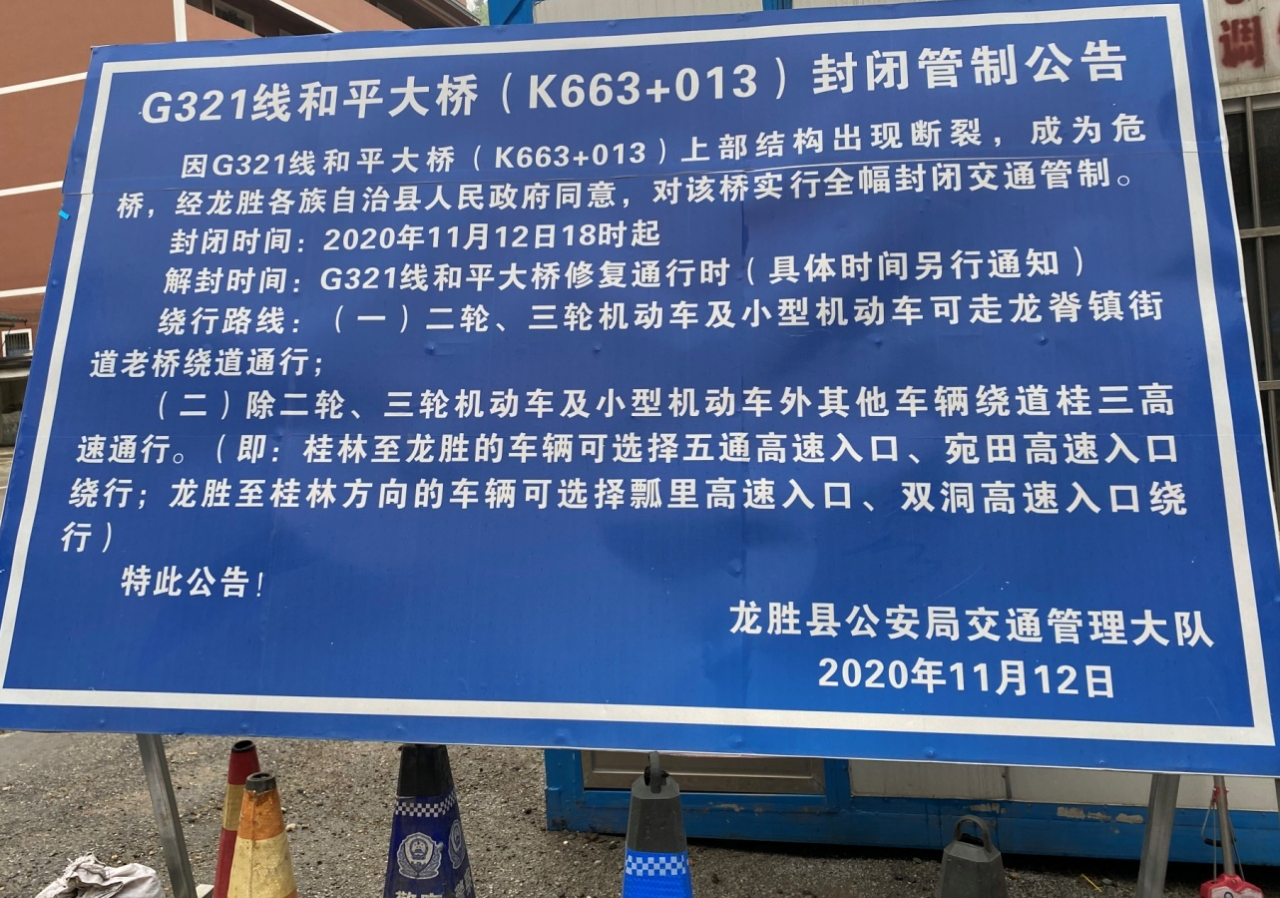 G321线和平大桥（K663+013）封闭管制公告
因G321线和平大桥（K663+013）上部结构出现断裂，成为危
桥，经龙胜各族自治县人民政府同意，对该桥实行全幅封闭交通管制。
封闭时间：2020年11月12日18时起
解封时间：G321线和平大桥修复通行时（具体时间另行通知）
绕行路线：（一）二轮、三轮机动车及小型机动车可走龙脊镇街
道老桥绕道通行；
（二）除二轮、三轮机动车及小型机动车外其他车辆绕道桂三高
速通行。（即：桂林至龙胜的车辆可选择五通高速入口、宛田高速入口
绕行；龙胜至桂林方向的车辆可选择瓢里高速入口、双洞高速入口绕
行）
特此公告！
龙胜县公安局交通管理大队
2020年11月12日
调